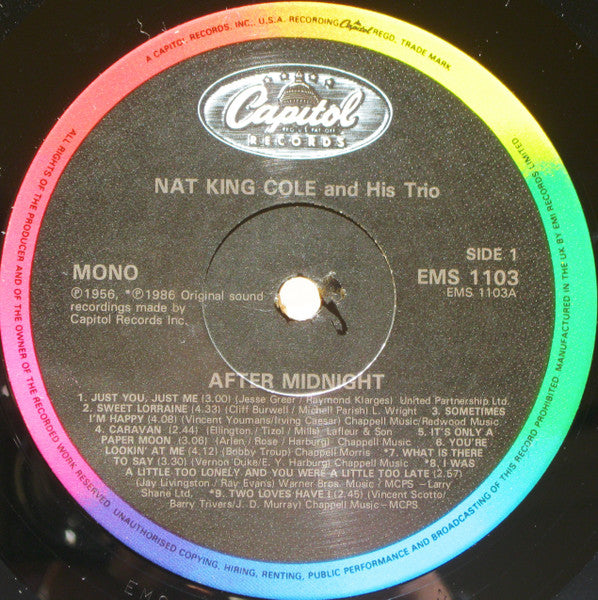 A CAPITOL RECORDS, INC., U.S.A. RECORDING Capitol REGD. TRADE MARK
Capitol
RECORDS
NAT KING COLE and His Trio
SIDE 1
MONO
EMS 1103
EMS 1103A
℗1956, *℗1986 Original sound
recordings made by
Capitol Records Inc.
AFTER MIDNIGHT
1. JUST YOU, JUST ME (3.00) (Jesse Greer / Raymond Klarges) United Partnership Ltd.
2. SWEET LORRAINE (4.33) (Cliff Burwell / Michell Parish) L. Wright 3. SOMETIMES
I'M HAPPY (4.08) (Vincent Youmans/Irving Caesar) Chappell Music/Redwood Music
4. CARAVAN (2.44) (Ellington / Tizol / Mills) Lafleur & Son 5. IT'S ONLY A
PAPER MOON (3.06) (Arlen / Rose / Harburg) Chappell Music 6. YOU'RE
LOOKIN' AT ME (4.12) (Bobby Troup) Chappell Morris *7. WHAT IS THERE
TO SAY (3.30) (Vernon Duke/E. Y. Harburg) Chappell Music *8. I WAS
A LITTLE TOO LONELY AND YOU WERE A LITTLE TOO LATE (2.57)
(Jay Livingston / Ray Evans) Warner Bros. Music / MCPS -Larry
Shane Ltd. *9. TWO LOVES HAVE I (2.45) (Vincent Scotto/
Barry Trivers/J. D. Murray) Chappell Music-MCPS
ALL RIGHTS OF THE PRODUCER AND OF THE OWNER OF THE RECORDED WORK RESERVED. UNAUTHORISED COPYING, HIRING, RENTING, PUBLIC PERFORMANCE AND BROADCASTING OF THIS RECORD PROHIBITED. MANUFACTURED IN THE UK BY EMI RECORDS LIMITED